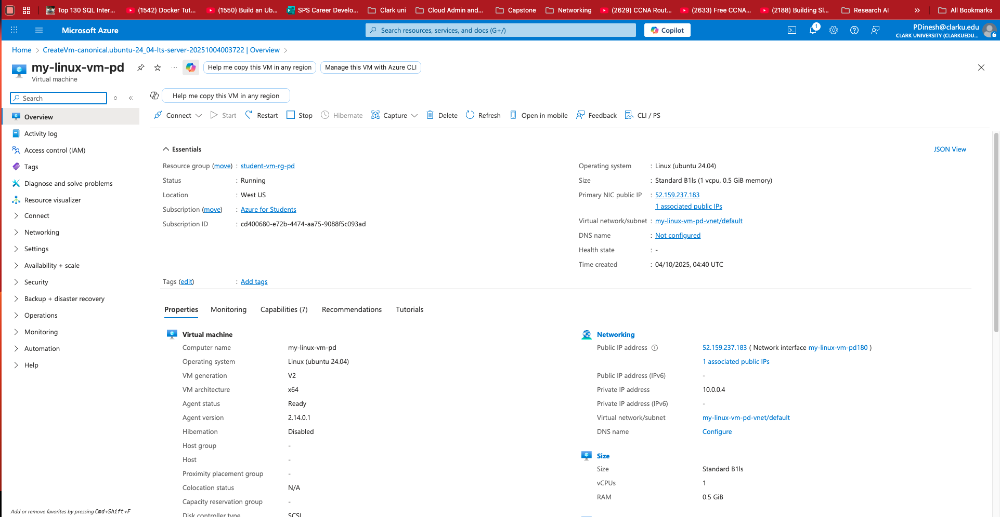 Top 130 SQL Inter...
(1542) Docker Tut...
(1550) Build an Ub...
SPS Career Develo...
Clark uni
Cloud Admin and...
Capstone
Networking
(2629) CCNA Rout...
(2633) Free CCNA...
(2188) Building Sl...
Research AI
All Bookmarks
Microsoft Azure
Search resources, services, and docs (G+/)
Copilot
1
PDinesh@clarku.edu
CLARK UNIVERSITY (CLARKUEDU...
Home > CreateVm-canonical.ubuntu-24_04-lts-server-20251004003722 | Overview >
my-linux-vm-pd
Virtual machine
Help me copy this VM in any region
Manage this VM with Azure CLI
Search
Overview
Activity log
Access control (IAM)
Tags
Diagnose and solve problems
Resource visualizer
Connect
Networking
Settings
Availability + scale
Security
Backup + disaster recovery
Operations
Monitoring
Automation
Help
Add or remove favorites by pressing Cmd+Shift+F
Help me copy this VM in any region
Connect
Start
Restart
Stop
Hibernate
Capture
Delete
Refresh
Open in mobile
Feedback
CLI / PS
Essentials
JSON View
Resource group (move) : student-vm-rg-pd
Status : Running
Location : West US
Subscription (move) : Azure for Students
Subscription ID : cd400680-e72b-4474-aa75-9088f5c093ad
Operating system : Linux (ubuntu 24.04)
Size : Standard B1ls (1 vcpu, 0.5 GiB memory)
Primary NIC public IP : 52.159.237.183
1 associated public IPs
Virtual network/subnet : my-linux-vm-pd-vnet/default
DNS name : Not configured
Health state : -
Time created : 04/10/2025, 04:40 UTC
Tags (edit) : Add tags
Properties
Monitoring
Capabilities (7)
Recommendations
Tutorials
Virtual machine
Computer name my-linux-vm-pd
Operating system Linux (ubuntu 24.04)
VM generation V2
VM architecture x64
Agent status Ready
Agent version 2.14.0.1
Hibernation Disabled
Host group -
Host -
Proximity placement group -
Colocation status N/A
Capacity reservation group -
Disk controller type SCSI
Networking
Public IP address 52.159.237.183 ( Network interface my-linux-vm-pd180 )
1 associated public IPs
Public IP address (IPv6) -
Private IP address 10.0.0.4
Private IP address (IPv6) -
Virtual network/subnet my-linux-vm-pd-vnet/default
DNS name Configure
Size
Size Standard B1ls
vCPUs 1
RAM 0.5 GiB